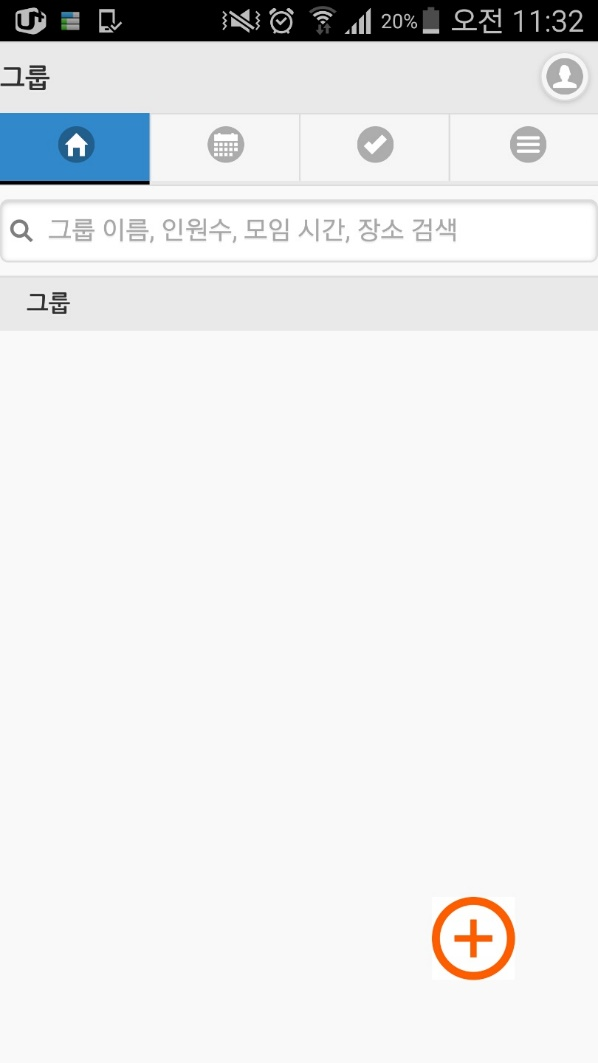 U+ 20% 오전 11:32
그룹
그룹 이름, 인원수, 모임 시간, 장소 검색
그룹